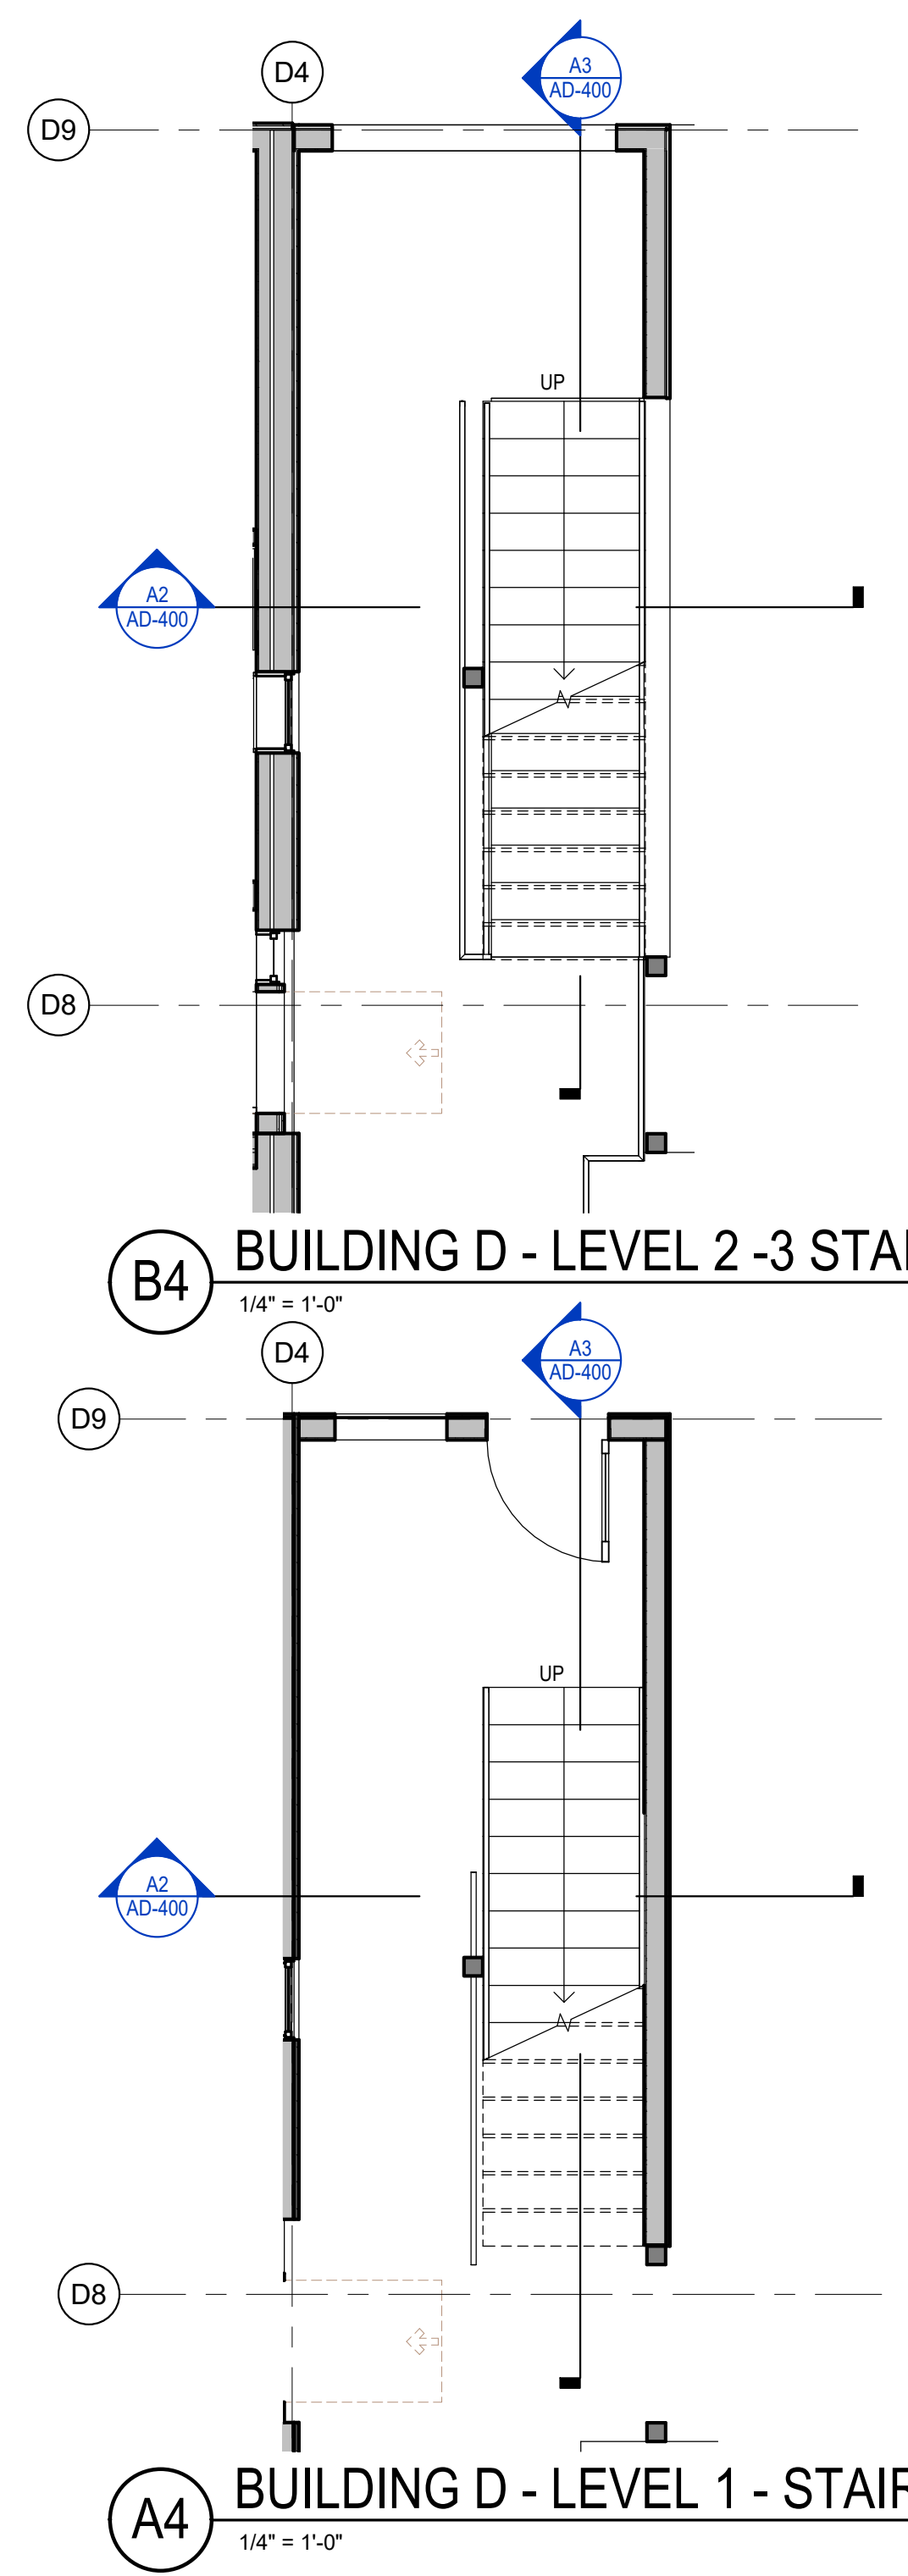 D4
A3
AD-400
D9
UP
A2
AD-400
D8
B4
BUILDING D - LEVEL 2 -3
1/4" = 1'-0"
D4
A3
AD-400
D9
UP
A2
AD-400
D8
A4
BUILDING D - LEVEL 1 - STAIR
1/4" = 1'-0"